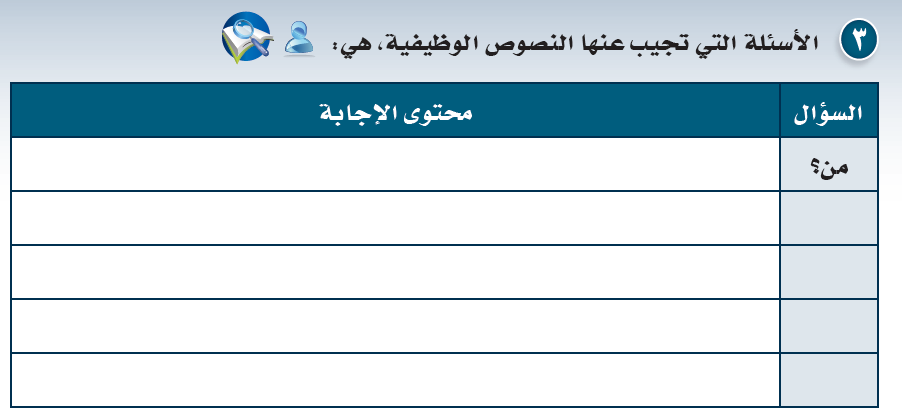 ٣ الأسئلة التي تجيب عنها النصوص الوظيفية، هي:
السؤال محتوى الإجابة
من؟